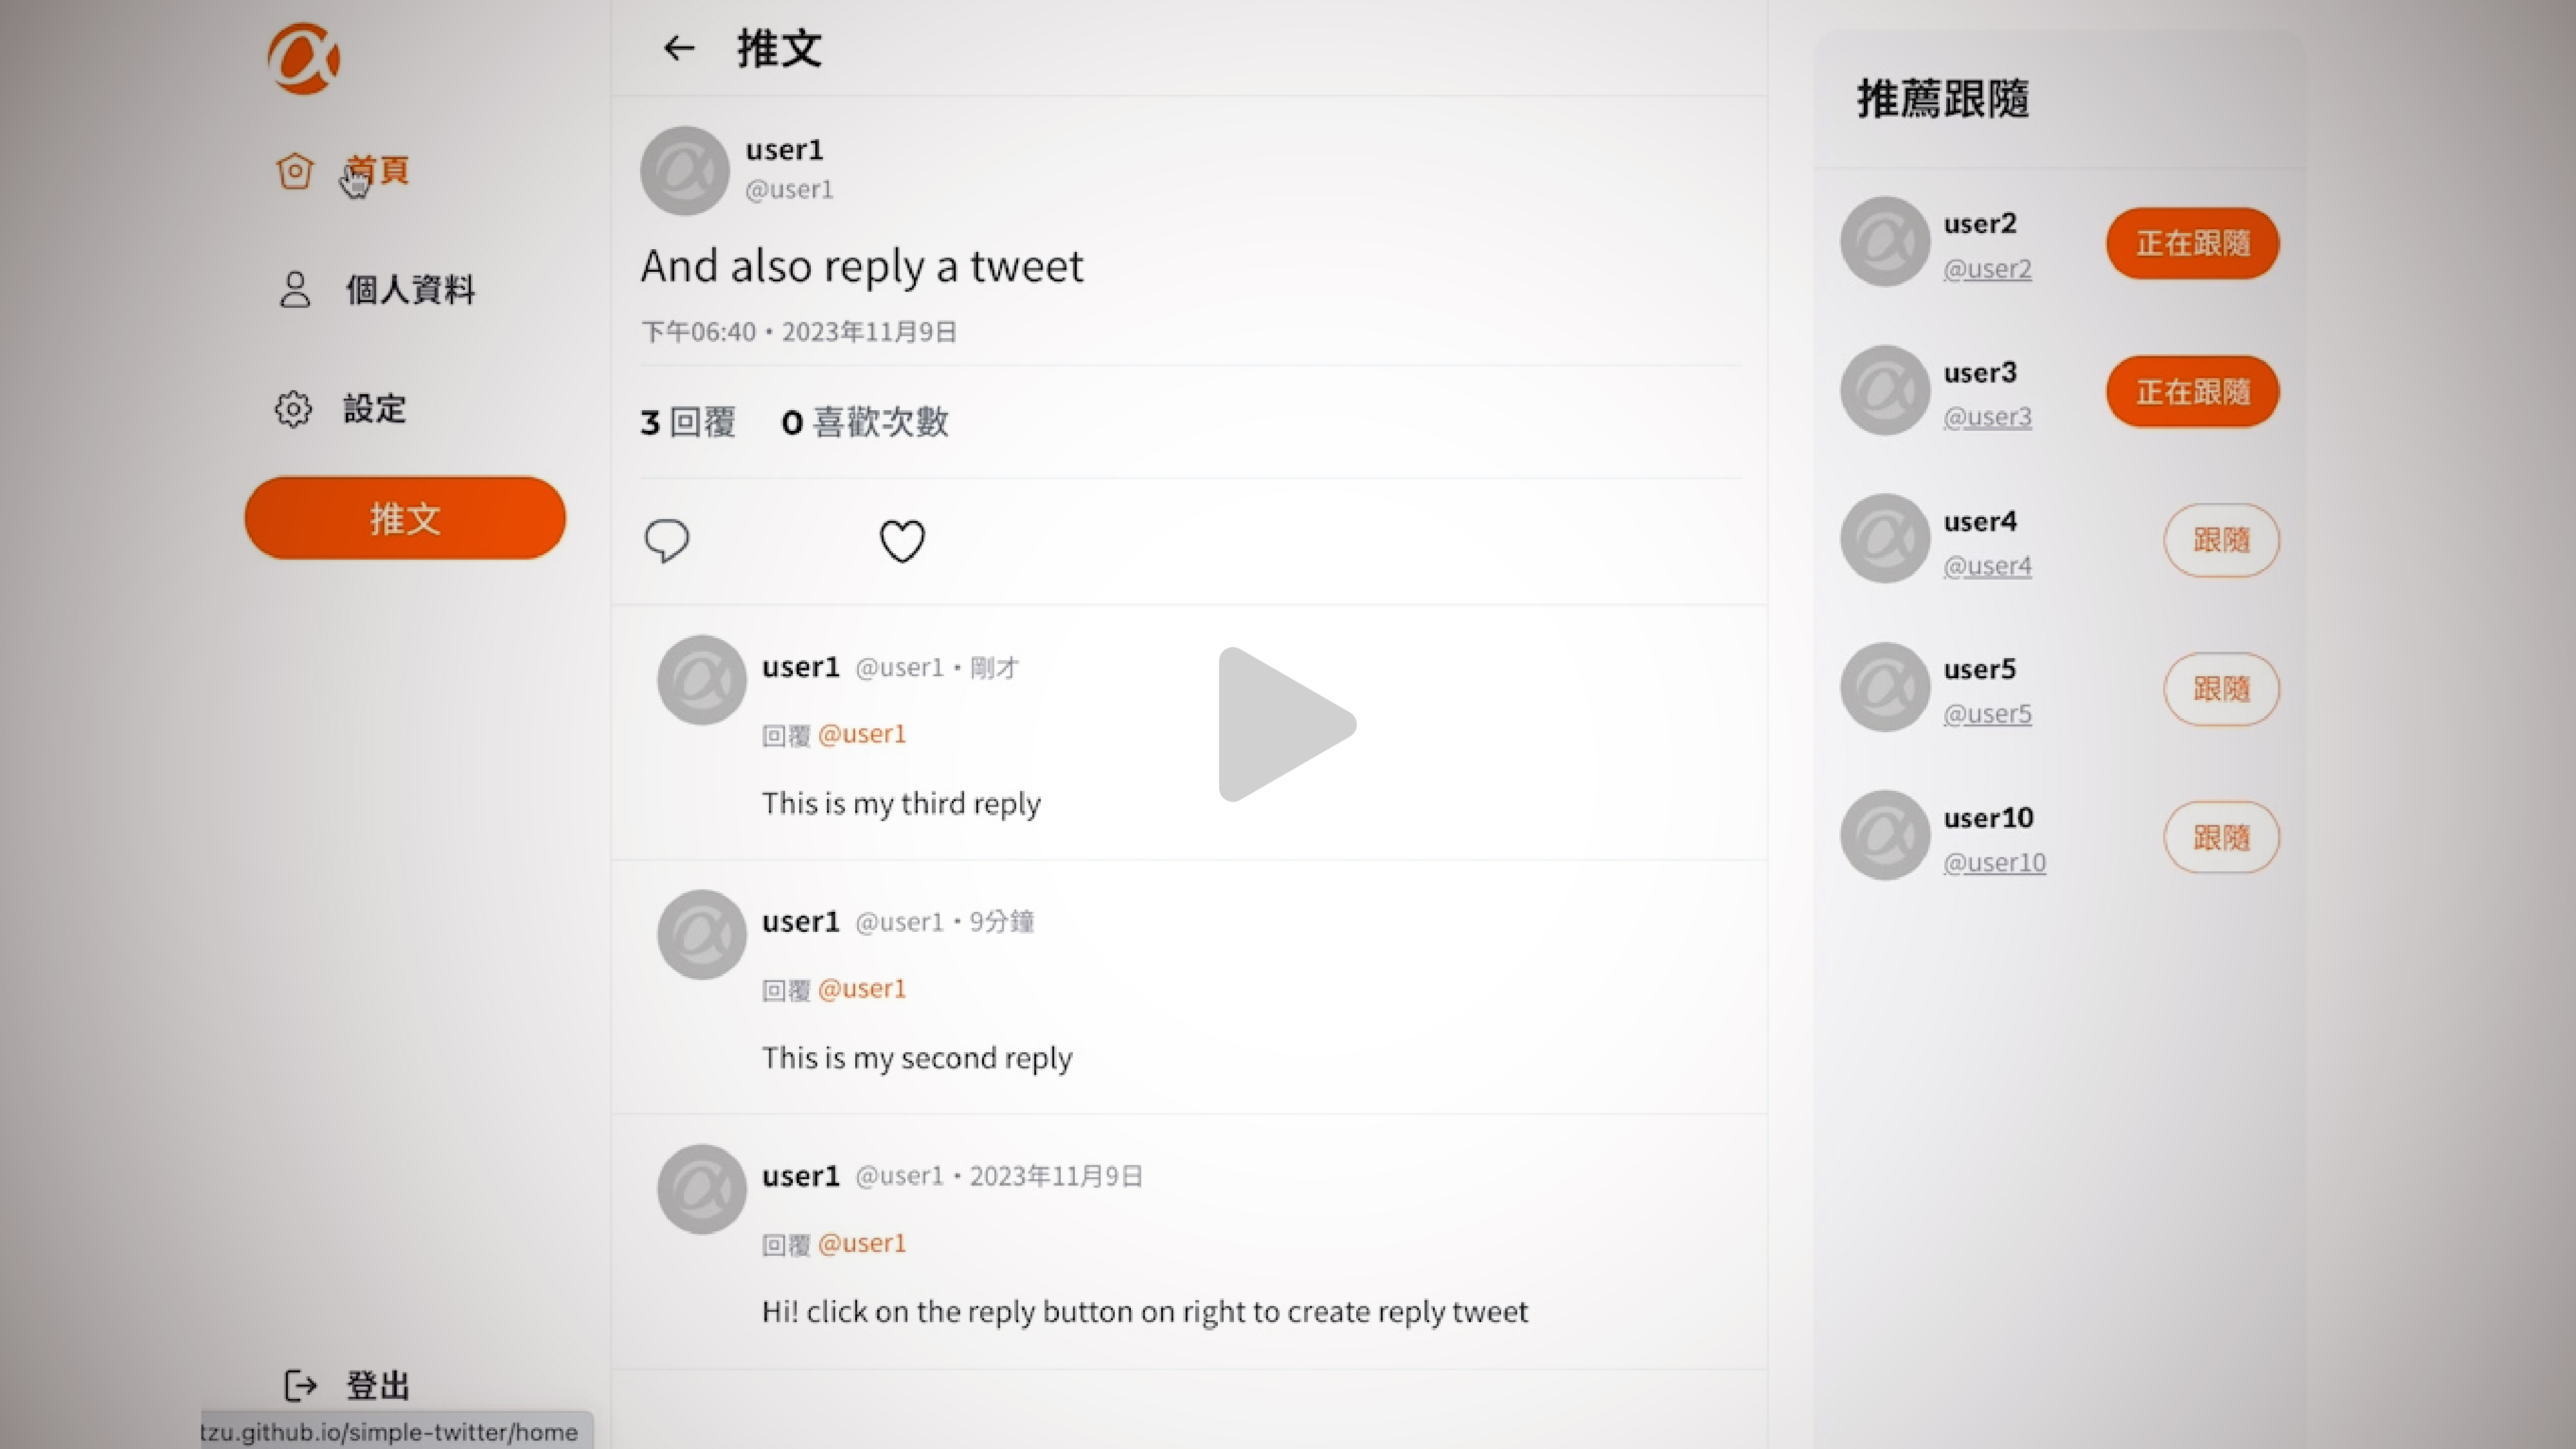 首頁
個人資料
設定
推文
登出
tzu.github.io/simple-twitter/home
推文
user1
@user1
And also reply a tweet
下午06:40・2023年11月9日
3 回覆 0 喜歡次數
user1 @user1・剛才
回覆 @user1
This is my third reply
user1 @user1・9分鐘
回覆 @user1
This is my second reply
user1 @user1・2023年11月9日
回覆 @user1
Hi! click on the reply button on right to create reply tweet
推薦跟隨
user2
@user2
正在跟隨
user3
@user3
正在跟隨
user4
@user4
跟隨
user5
@user5
跟隨
user10
@user10
跟隨